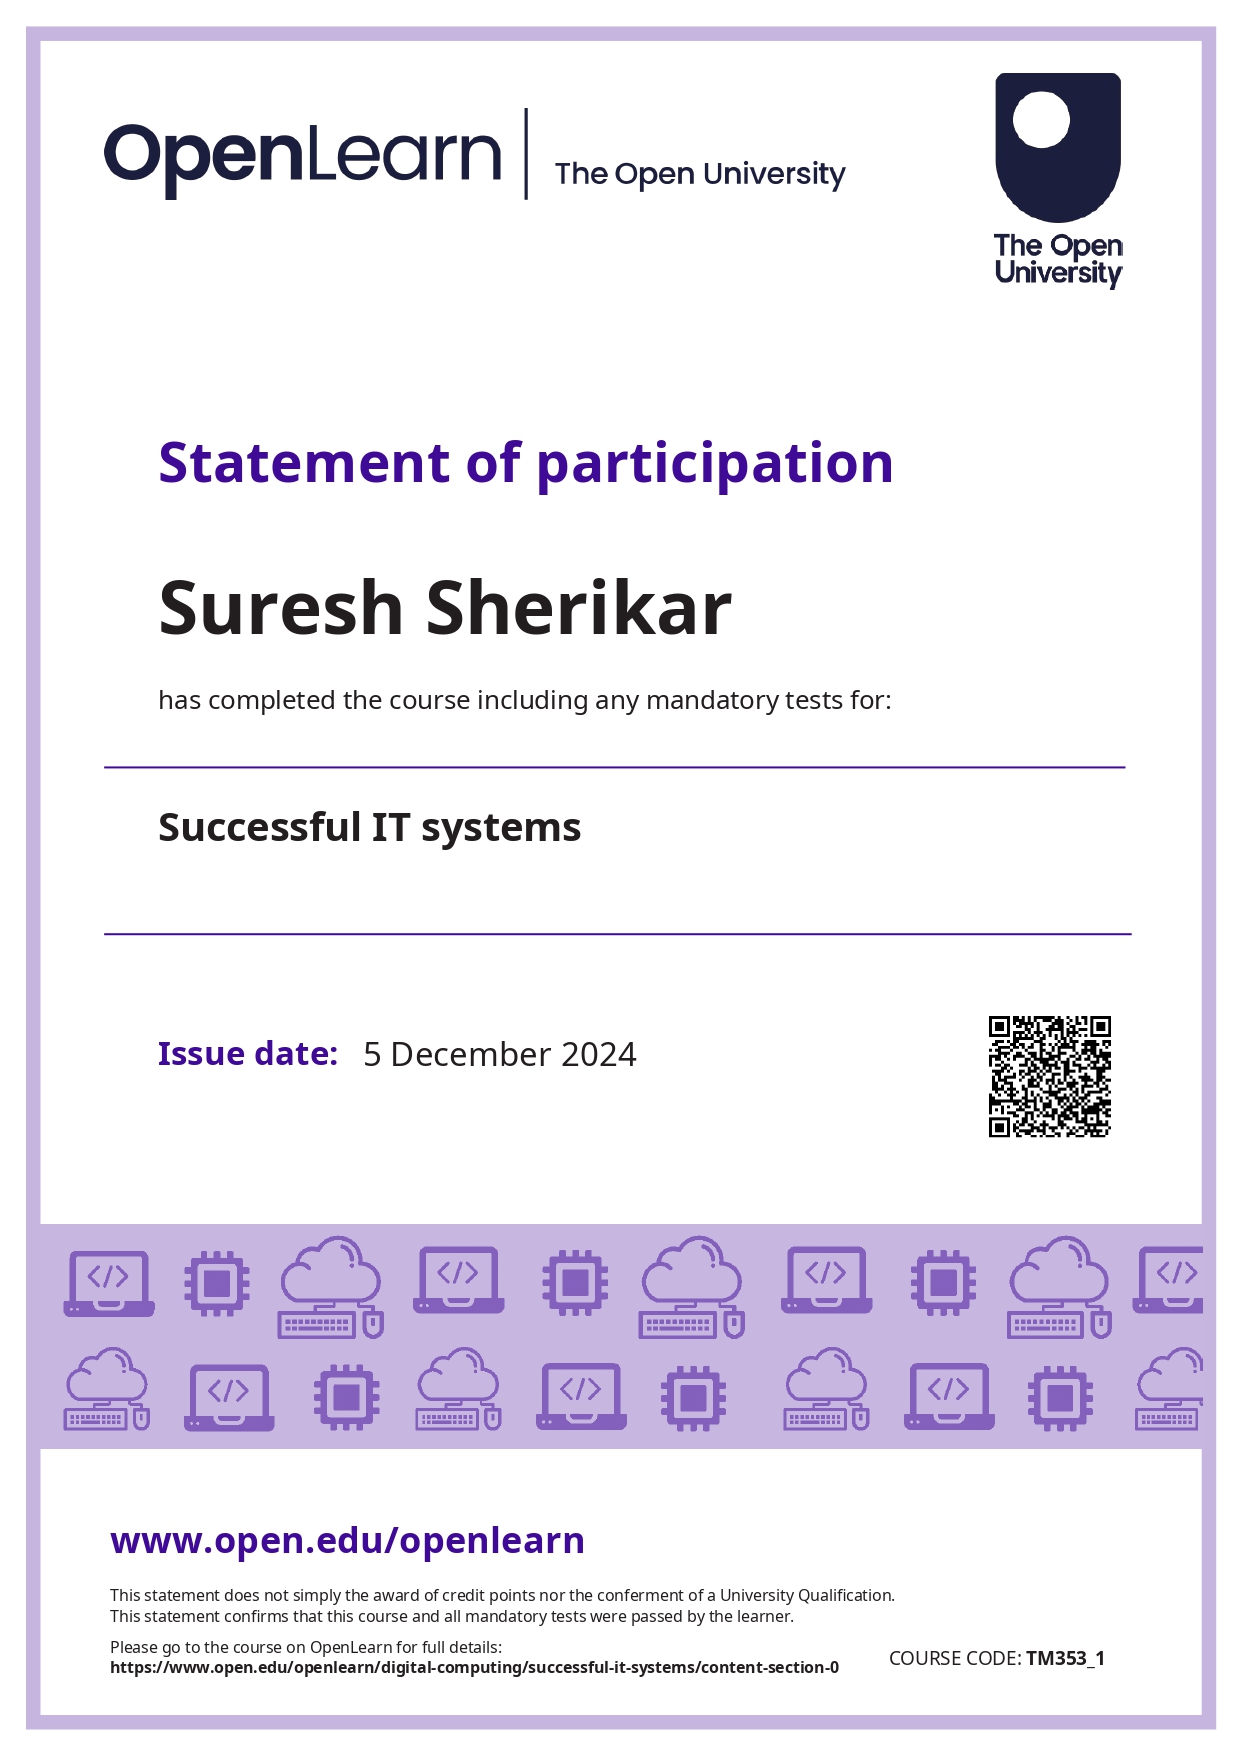 OpenLearn
The Open University
The Open
University
Statement of participation
Suresh Sherikar
has completed the course including any mandatory tests for:
Successful IT systems
Issue date: 5 December 2024
www.open.edu/openlearn
This statement does not simply the award of credit points nor the conferment of a University Qualification.
This statement confirms that this course and all mandatory tests were passed by the learner.
Please go to the course on OpenLearn for full details:
https://www.open.edu/openlearn/digital-computing/successful-it-systems/content-section-0
COURSE CODE: TM353_1